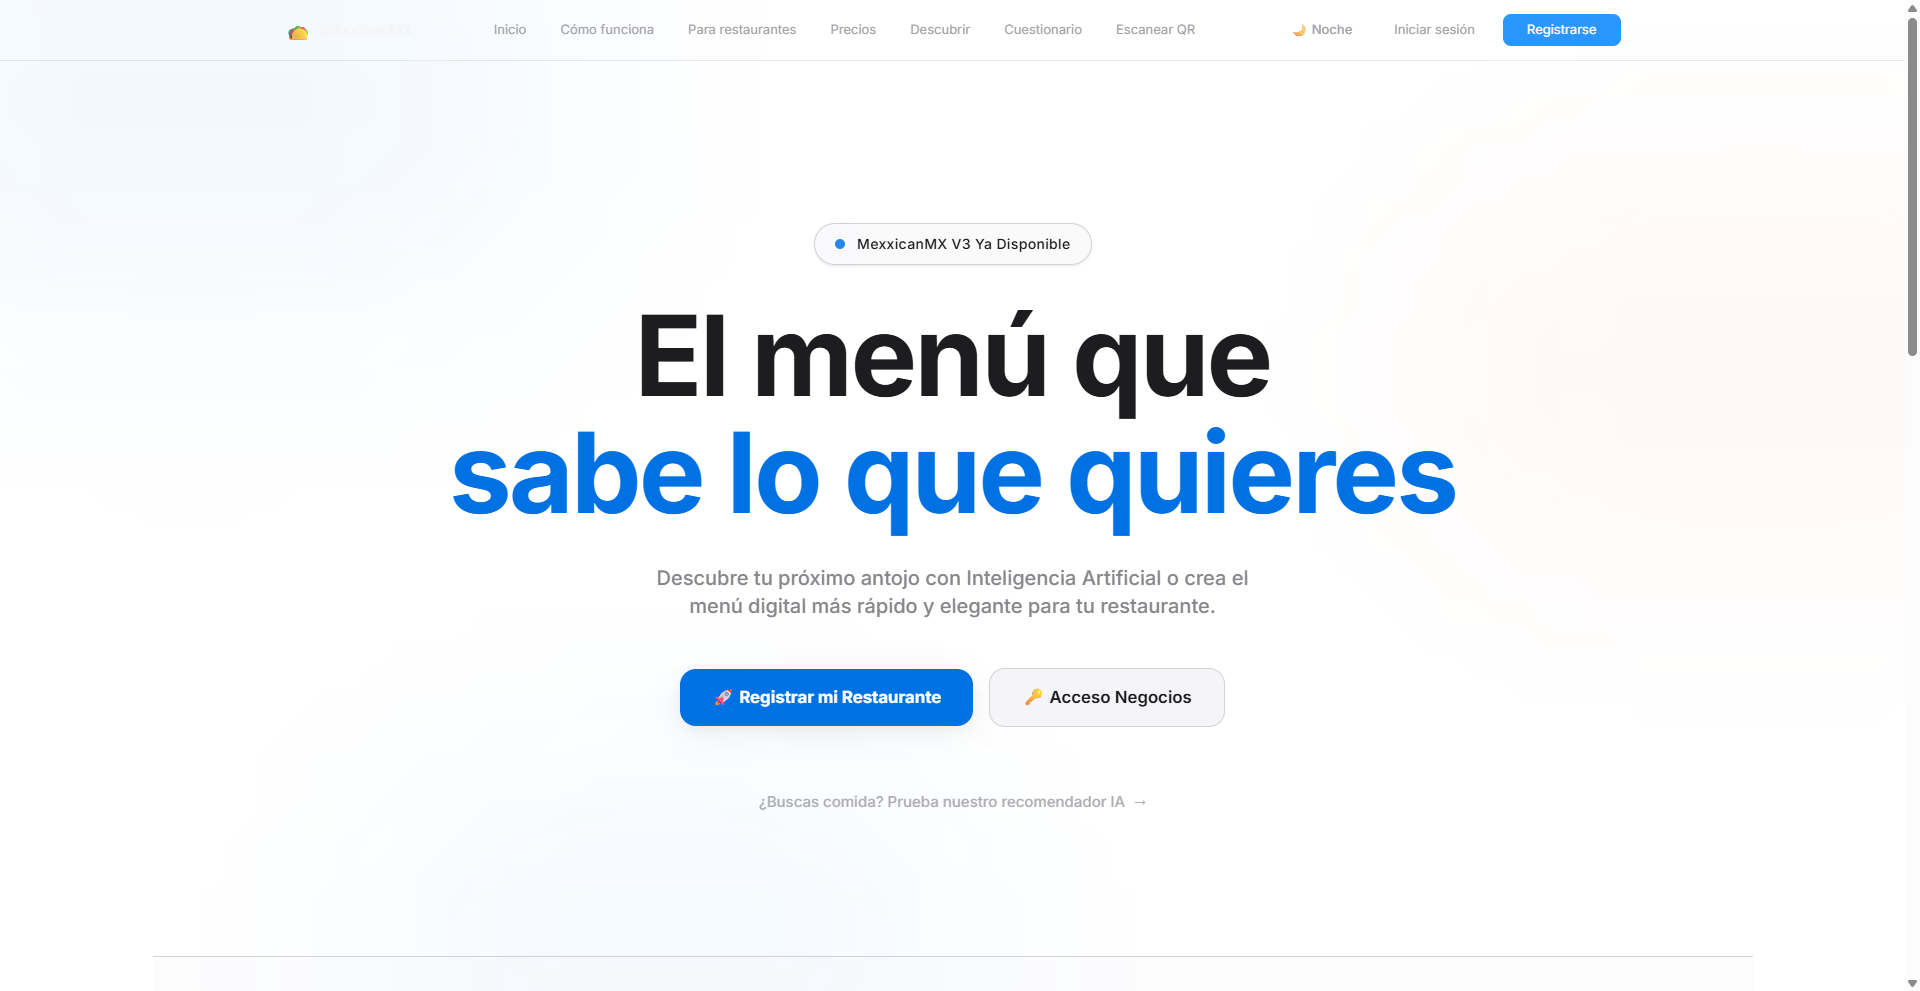 MexxicanMX
Inicio
Cómo funciona
Para restaurantes
Precios
Descubrir
Cuestionario
Escanear QR
🌙 Noche
Iniciar sesión
Registrarse
MexxicanMX V3 Ya Disponible
El menú que
sabe lo que quieres
Descubre tu próximo antojo con Inteligencia Artificial o crea el
menú digital más rápido y elegante para tu restaurante.
🚀 Registrar mi Restaurante
🔑 Acceso Negocios
¿Buscas comida? Prueba nuestro recomendador IA →